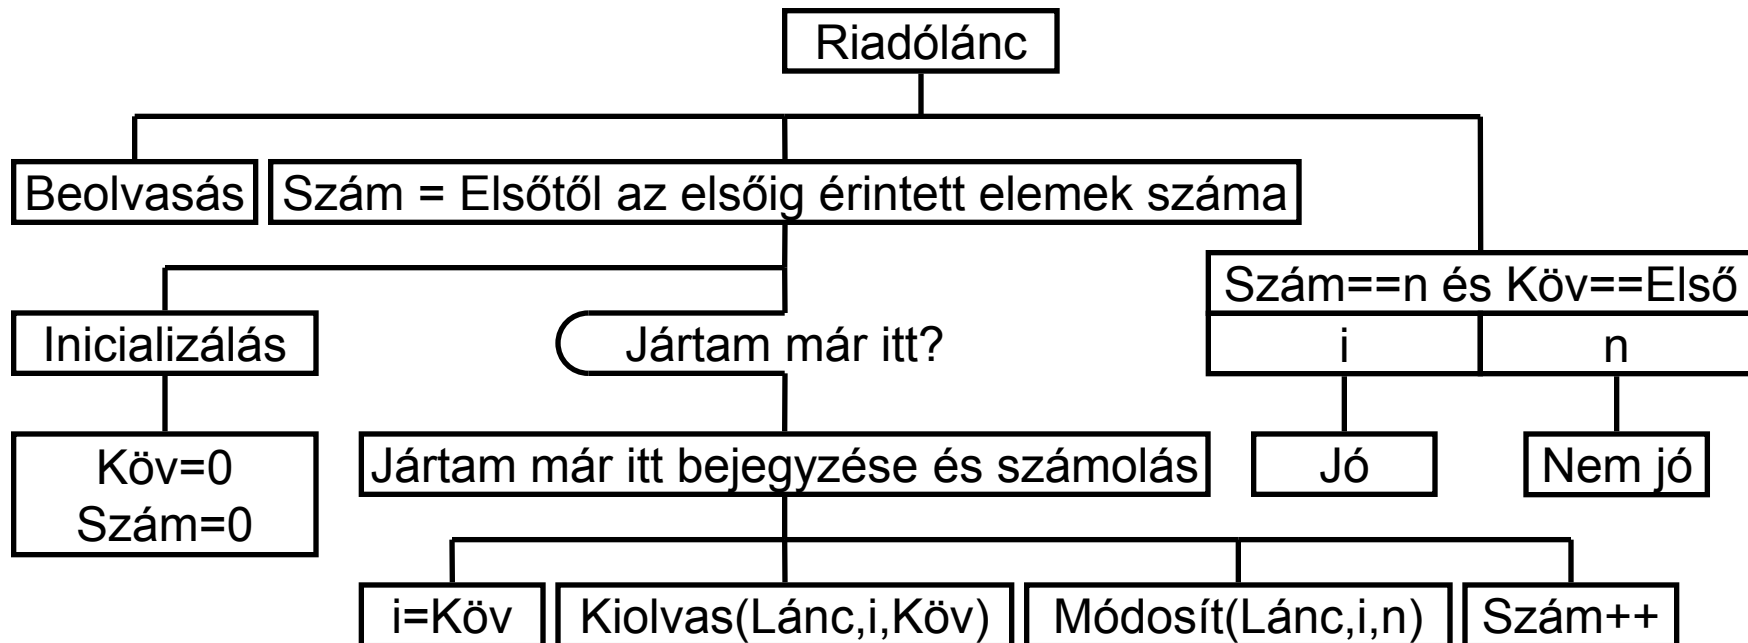 Riadólánc
Beolvasás
Szám = Elsőtől az elsőig érintett elemek száma
Szám==n és Köv==Első
Inicializálás
Jártam már itt?
i
n
Köv=0
Szám=0
Jártam már itt bejegyzése és számolás
Jó
Nem jó
i=Köv
Kiolvas(Lánc,i,Köv)
Módosít(Lánc,i,n)
Szám++